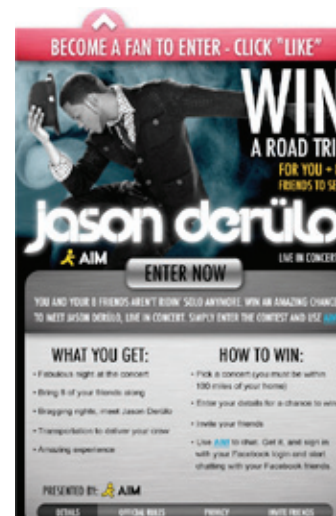 BECOME A FAN TO ENTER - CLICK "LIKE"
WIN
A ROAD TRI
FOR YOU + 
FRIENDS TO SE
jason derülo
AIM
LIVE IN CONCERT
ENTER NOW
YOU AND YOUR 8 FRIENDS AREN'T RIDIN' SOLO ANYMORE. WIN AN AMAZING CHANCE
TO MEET JASON DERÜLO, LIVE IN CONCERT. SIMPLY ENTER THE CONTEST AND USE AIM
WHAT YOU GET:
• Fabulous night at the concert
• Bring 8 of your friends along
• Bragging rights, meet Jason Derülo
• Transportation to deliver your crew
• Amazing experience
HOW TO WIN:
• Pick a concert (you must be within
100 miles of your home)
• Enter your details for a chance to win
• Invite your friends
• Use AIM to chat. Get it, and sign in
with your Facebook login and start
chatting with your Facebook friends.
PRESENTED BY: AIM
DETAILS OFFICIAL RULES PRIVACY INVITE FRIENDS